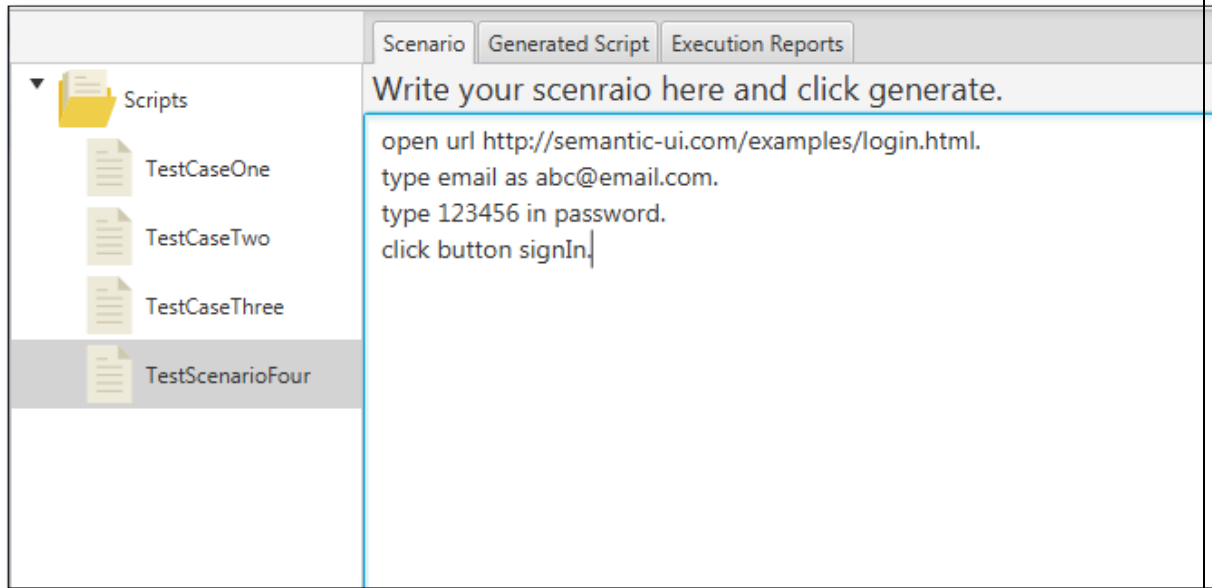 Scenario Generated Script Execution Reports
Scripts
TestCaseOne
TestCaseTwo
TestCaseThree
TestScenarioFour
Write your scenraio here and click generate.
open url http://semantic-ui.com/examples/login.html.
type email as abc@email.com.
type 123456 in password.
click button signIn.